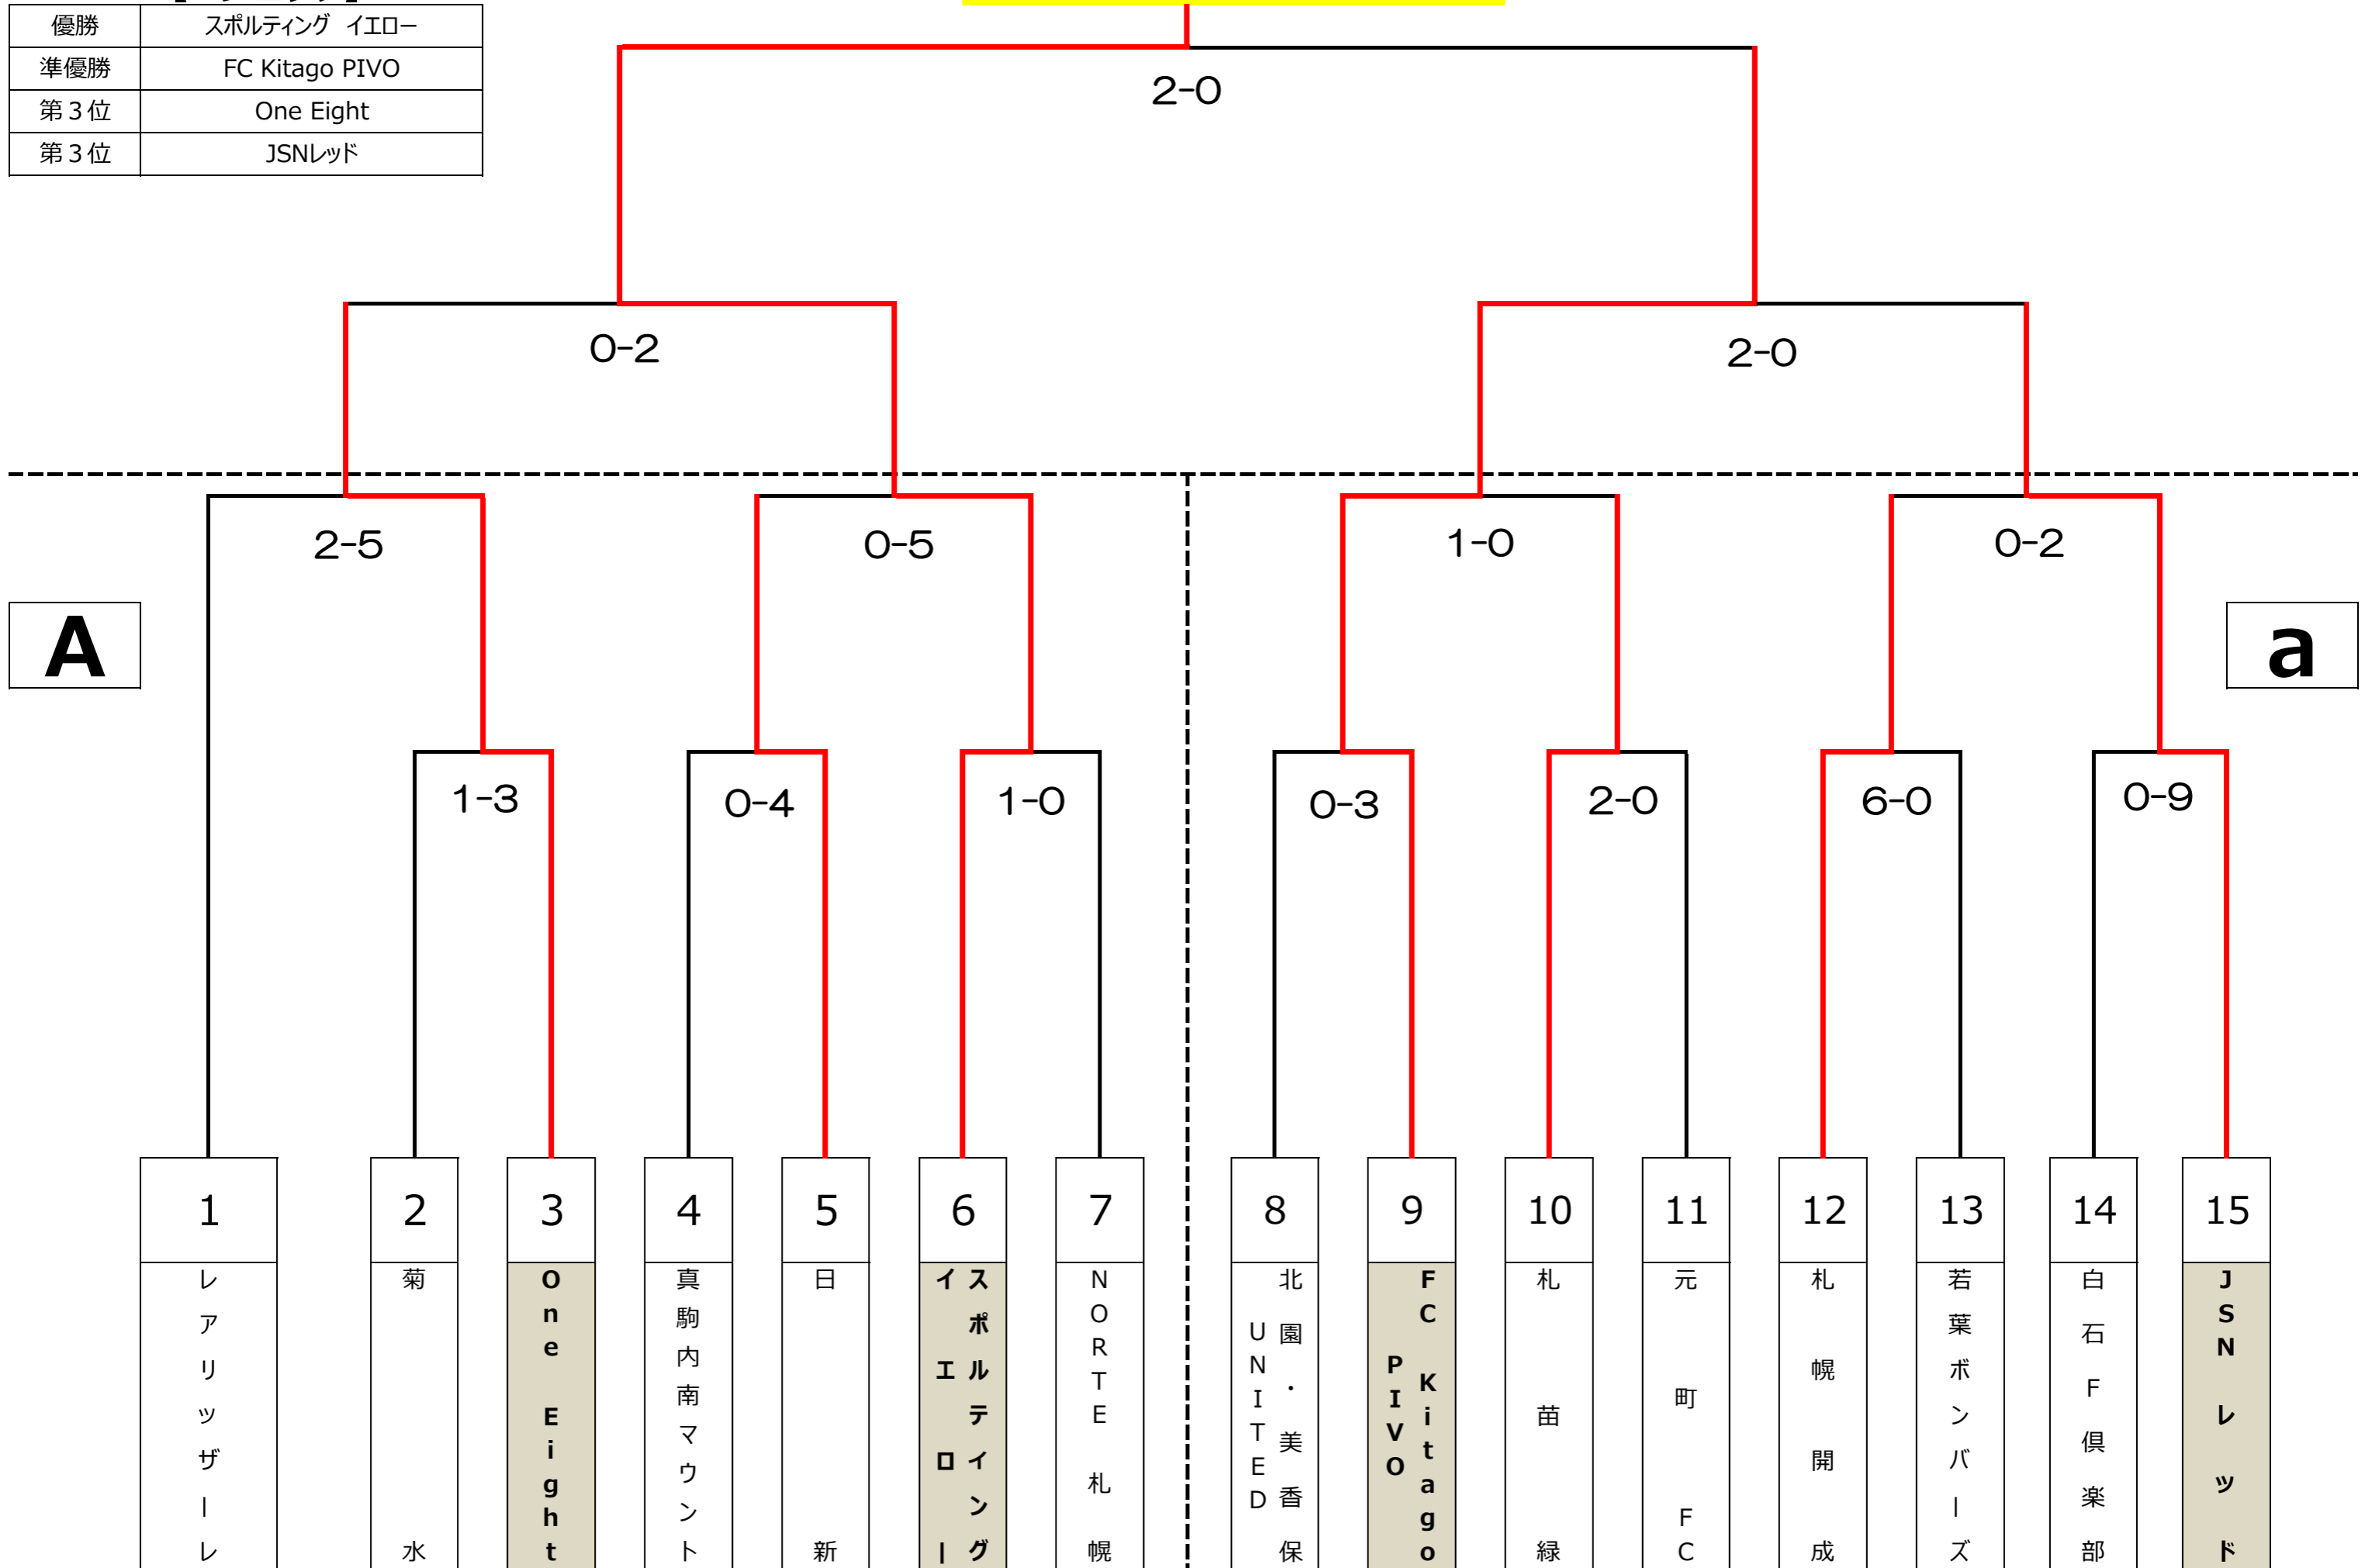 優勝 スポルティング イエロー
準優勝 FC Kitago PIVO
第3位 One Eight
第3位 JSNレッド
2-0
0-2
2-0
2-5
0-5
1-0
0-2
A
a
1-3
0-4
1-0
0-3
2-0
6-0
0-9
1 2 3 4 5 6 7 8 9 10 11 12 13 14 15
レアリッザーレ
菊水
One Eight
真駒内南マウント
日新
スポルティング
イエロー
NORTE 札幌
北園・美香保
UNITED
FC Kitago
PIVO
札苗緑
元町FC
札幌開成
若葉ボンバーズ
白石F倶楽部
JSNレッド